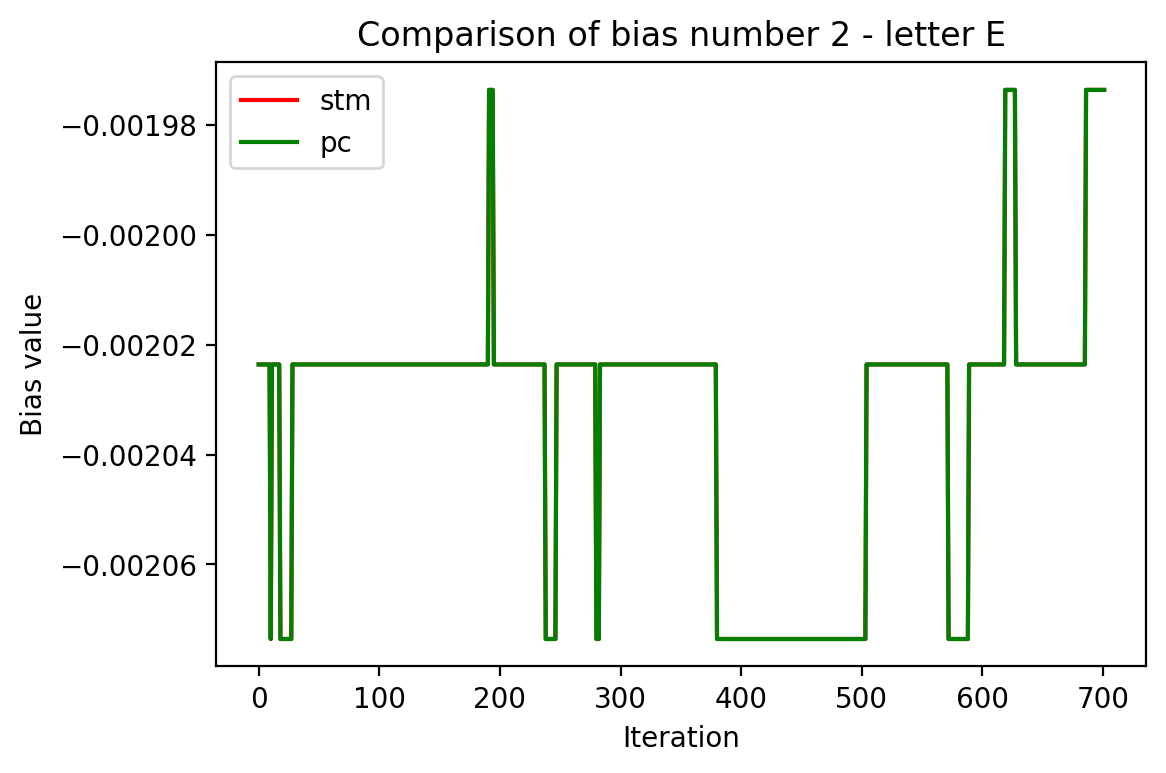 Comparison of bias number 2 - letter E
stm
pc
−0.00198
−0.00200
−0.00202
−0.00204
−0.00206
Bias value
0 100 200 300 400 500 600 700
Iteration